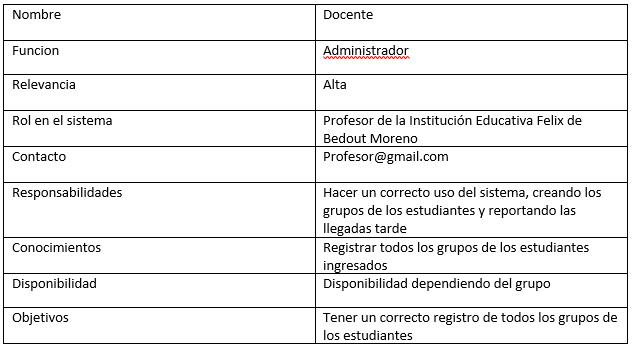 Nombre Docente
Funcion Administrador
Relevancia Alta
Rol en el sistema Profesor de la Institución Educativa Felix de
Bedout Moreno
Contacto Profesor@gmail.com
Responsabilidades Hacer un correcto uso del sistema, creando los
grupos de los estudiantes y reportando las
llegadas tarde
Conocimientos Registrar todos los grupos de los estudiantes
ingresados
Disponibilidad Disponibilidad dependiendo del grupo
Objetivos Tener un correcto registro de todos los grupos de
los estudiantes